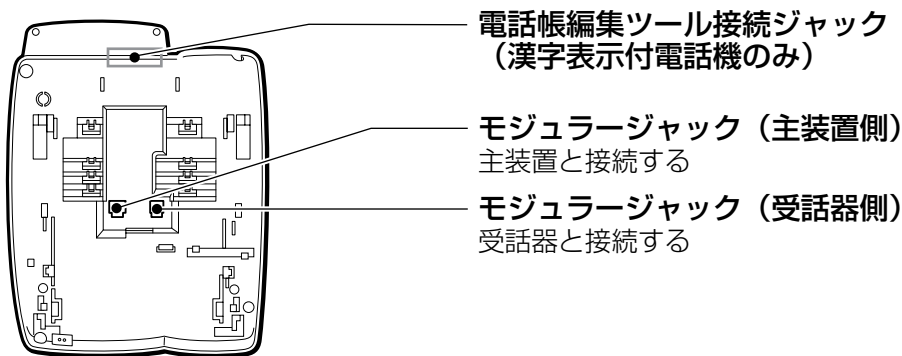 電話帳編集ツール接続ジャック
（漢字表示付電話機のみ）
モジュラージャック（主装置側）
主装置と接続する
モジュラージャック（受話器側）
受話器と接続する